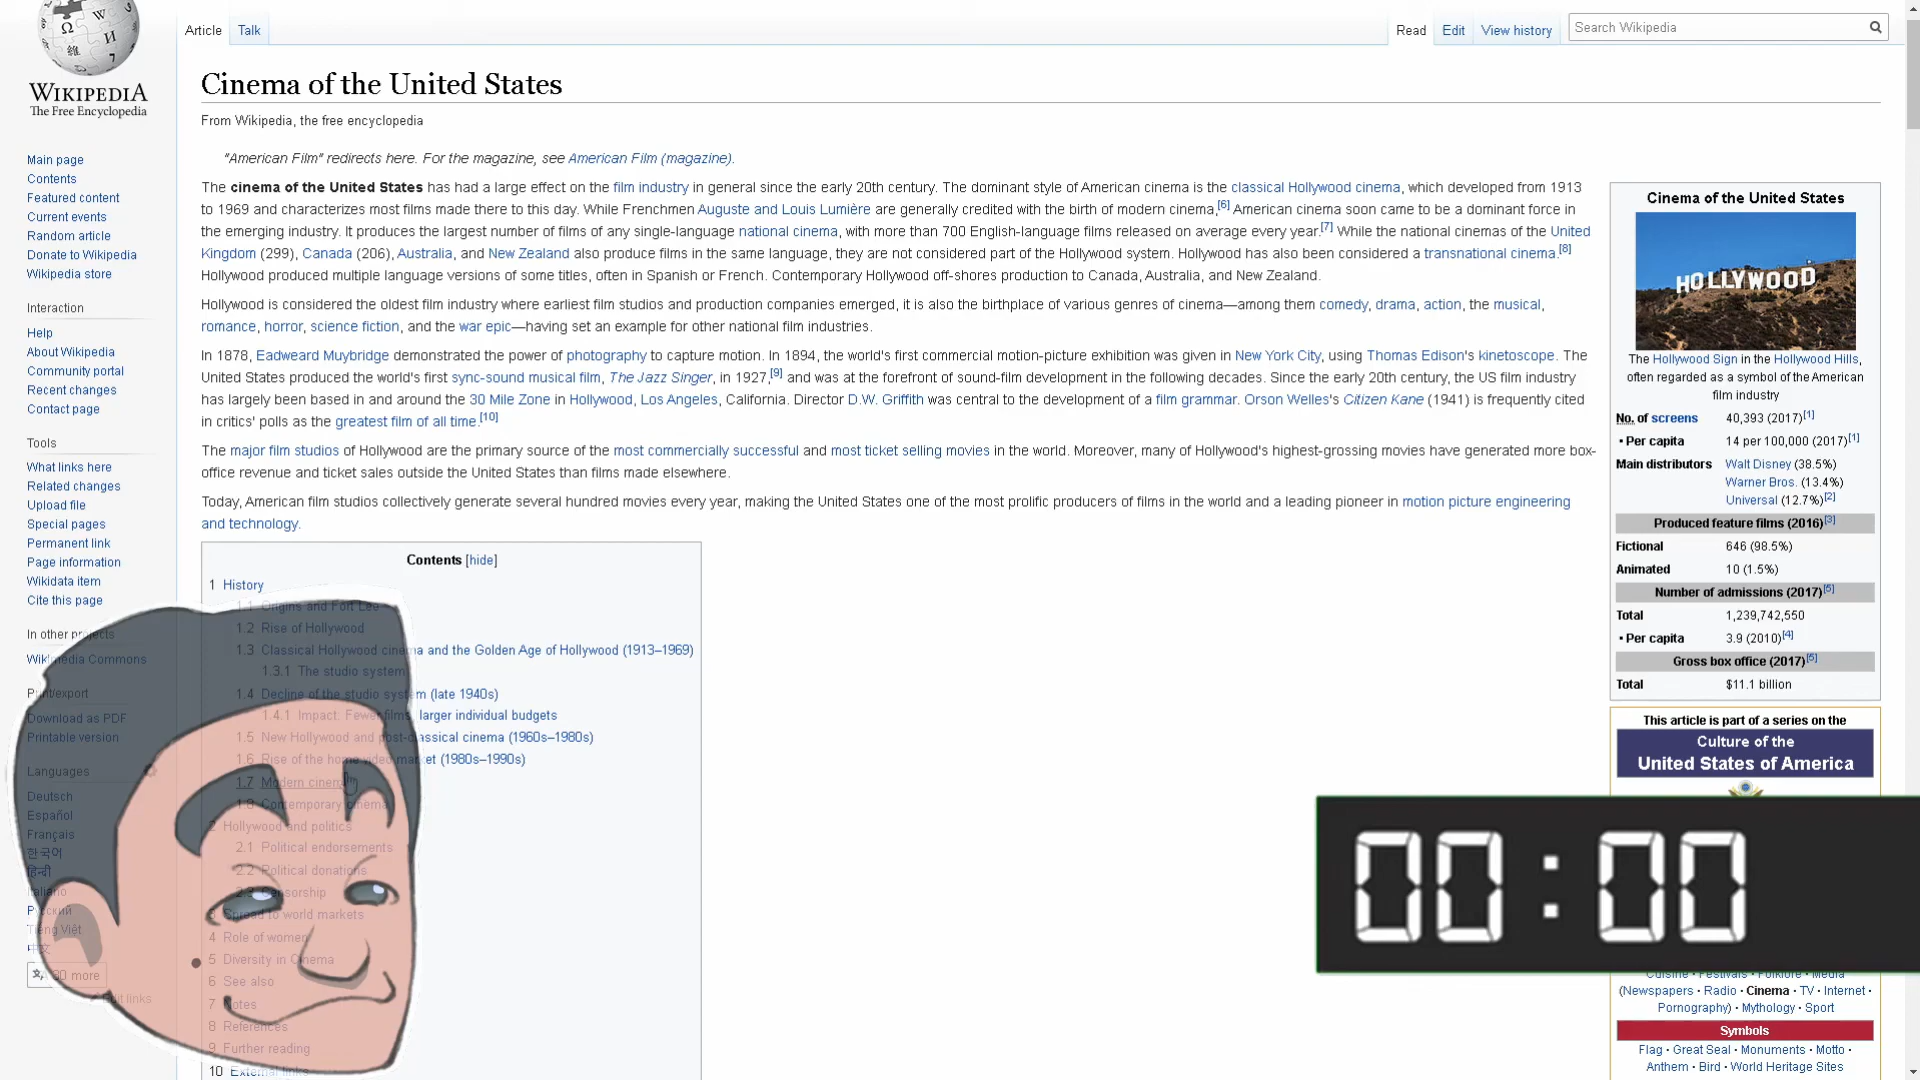 Article
Talk
Read
Edit
View history
Search Wikipedia
WIKIPEDIA
The Free Encyclopedia
Main page
Contents
Featured content
Current events
Random article
Donate to Wikipedia
Wikipedia store
Interaction
Help
About Wikipedia
Community portal
Recent changes
Contact page
Tools
What links here
Related changes
Upload file
Special pages
Permanent link
Page information
Wikidata item
Cite this page
In other projects
Wikimedia Commons
Print/export
Download as PDF
Printable version
Languages
Deutsch
Español
Français
한국어
हिन्दी
Italiano
Русский
Tiếng Việt
中文
30 more
Edit links
Cinema of the United States
From Wikipedia, the free encyclopedia
"American Film" redirects here. For the magazine, see American Film (magazine).
The cinema of the United States has had a large effect on the film industry in general since the early 20th century. The dominant style of American cinema is the classical Hollywood cinema, which developed from 1913
to 1969 and characterizes most films made there to this day. While Frenchmen Auguste and Louis Lumière are generally credited with the birth of modern cinema,[6] American cinema soon came to be a dominant force in
the emerging industry. It produces the largest number of films of any single-language national cinema, with more than 700 English-language films released on average every year.[7] While the national cinemas of the United
Kingdom (299), Canada (206), Australia, and New Zealand also produce films in the same language, they are not considered part of the Hollywood system. Hollywood has also been considered a transnational cinema.[8]
Hollywood produced multiple language versions of some titles, often in Spanish or French. Contemporary Hollywood off-shores production to Canada, Australia, and New Zealand.
Hollywood is considered the oldest film industry where earliest film studios and production companies emerged, it is also the birthplace of various genres of cinema—among them comedy, drama, action, the musical,
romance, horror, science fiction, and the war epic—having set an example for other national film industries.
In 1878, Eadweard Muybridge demonstrated the power of photography to capture motion. In 1894, the world's first commercial motion-picture exhibition was given in New York City, using Thomas Edison's kinetoscope. The
United States produced the world's first sync-sound musical film, The Jazz Singer, in 1927,[9] and was at the forefront of sound-film development in the following decades. Since the early 20th century, the US film industry
has largely been based in and around the 30 Mile Zone in Hollywood, Los Angeles, California. Director D.W. Griffith was central to the development of a film grammar. Orson Welles's Citizen Kane (1941) is frequently cited
in critics' polls as the greatest film of all time.[10]
The major film studios of Hollywood are the primary source of the most commercially successful and most ticket selling movies in the world. Moreover, many of Hollywood's highest-grossing movies have generated more box-
office revenue and ticket sales outside the United States than films made elsewhere.
Today, American film studios collectively generate several hundred movies every year, making the United States one of the most prolific producers of films in the world and a leading pioneer in motion picture engineering
and technology.
Contents [hide]
1 History
1.1 Origins and Fort Lee
1.2 Rise of Hollywood
1.3 Classical Hollywood cinema and the Golden Age of Hollywood (1913–1969)
1.3.1 The studio system
1.4 Decline of the studio system (late 1940s)
1.4.1 Impact: Fewer films, larger individual budgets
1.5 New Hollywood and post-classical cinema (1960s–1980s)
1.6 Rise of the home video market (1980s–1990s)
1.7 Modern cinema
1.8 Contemporary cinema
2 Hollywood and politics
2.1 Political endorsements
2.2 Political donations
2.3 Censorship
3 Spread to world markets
4 Role of women
5 Diversity in Cinema
6 See also
7 Notes
8 References
9 Further reading
10 External links
Cinema of the United States
HOLLYWOOD
The Hollywood Sign in the Hollywood Hills,
often regarded as a symbol of the American
film industry
No. of screens 40,393 (2017)[1]
• Per capita 14 per 100,000 (2017)[1]
Main distributors Walt Disney (38.5%)
Warner Bros. (13.4%)
Universal (12.7%)[2]
Produced feature films (2016)[3]
Fictional 646 (98.5%)
Animated 10 (1.5%)
Number of admissions (2017)[5]
Total 1,239,742,550
• Per capita 3.9 (2010)[4]
Gross box office (2017)[5]
Total $11.1 billion
This article is part of a series on the
Culture of the
United States of America
00:00
Cuisine • Festivals • Folklore • Media
(Newspapers • Radio • Cinema • TV • Internet •
Pornography) • Mythology • Sport
Symbols
Flag • Great Seal • Monuments • Motto •
Anthem • Bird • World Heritage Sites